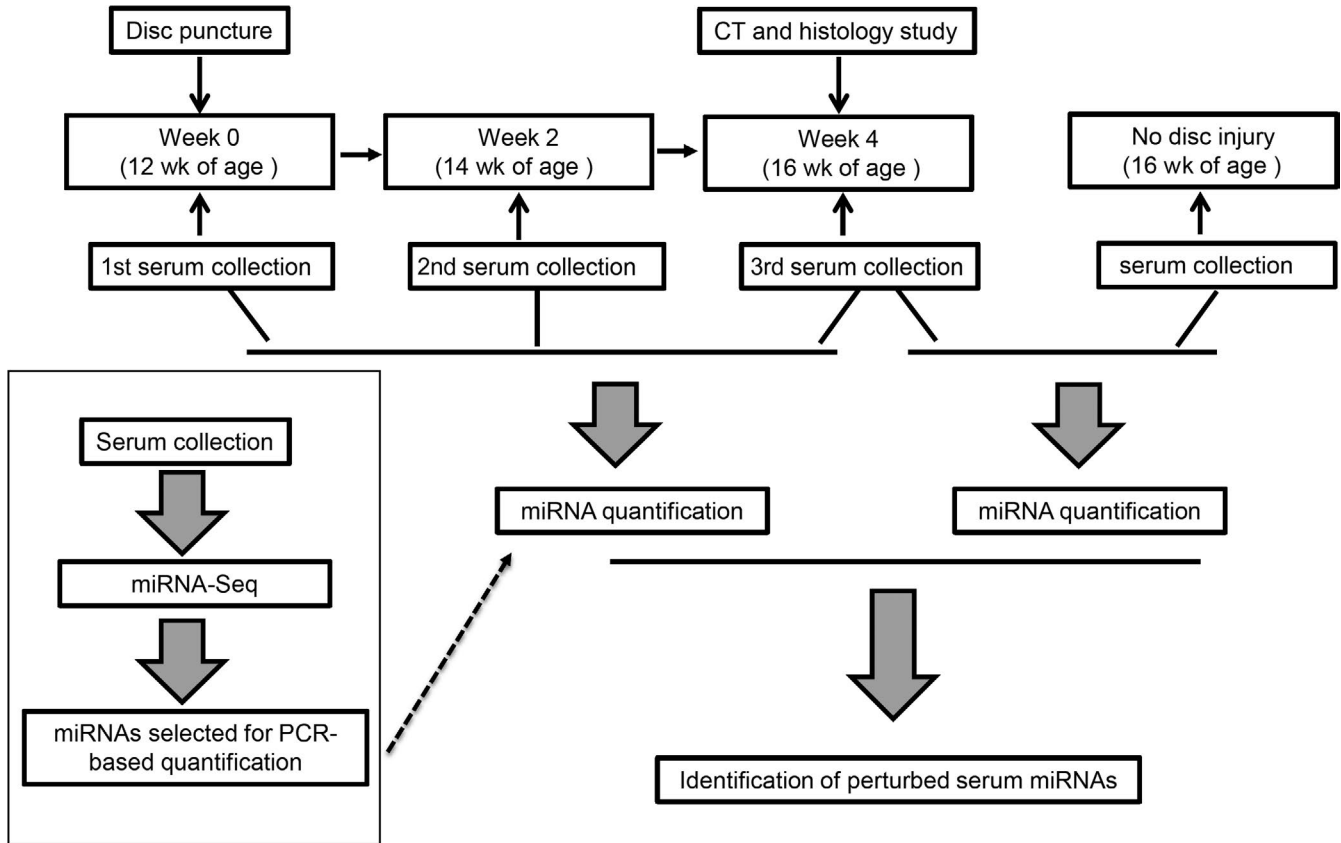 Disc puncture
CT and histology study
Week 0
(12 wk of age )
Week 2
(14 wk of age )
Week 4
(16 wk of age )
No disc injury
(16 wk of age )
1st serum collection
2nd serum collection
3rd serum collection
serum collection
Serum collection
miRNA-Seq
miRNAs selected for PCR-
based quantification
miRNA quantification
miRNA quantification
Identification of perturbed serum miRNAs